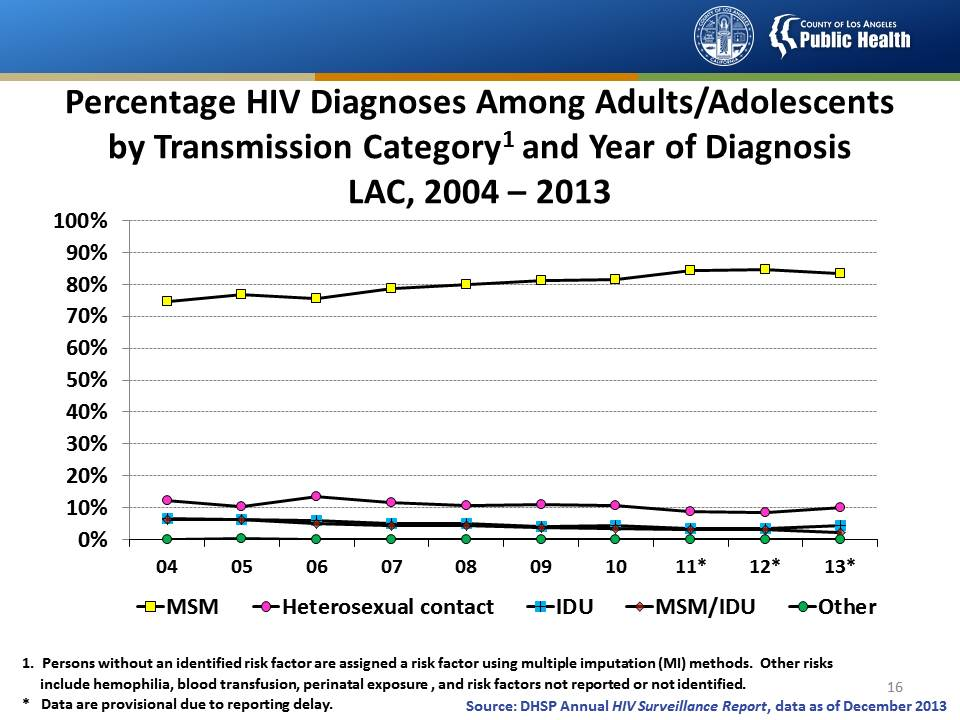 COUNTY OF LOS ANGELES
Public Health
Percentage HIV Diagnoses Among Adults/Adolescents
by Transmission Category1 and Year of Diagnosis
LAC, 2004 – 2013
100%
90%
80%
70%
60%
50%
40%
30%
20%
10%
0%
04 05 06 07 08 09 10 11* 12* 13*
MSM Heterosexual contact IDU MSM/IDU Other
1. Persons without an identified risk factor are assigned a risk factor using multiple imputation (MI) methods. Other risks
include hemophilia, blood transfusion, perinatal exposure , and risk factors not reported or not identified.
16
* Data are provisional due to reporting delay.
Source: DHSP Annual HIV Surveillance Report, data as of December 2013